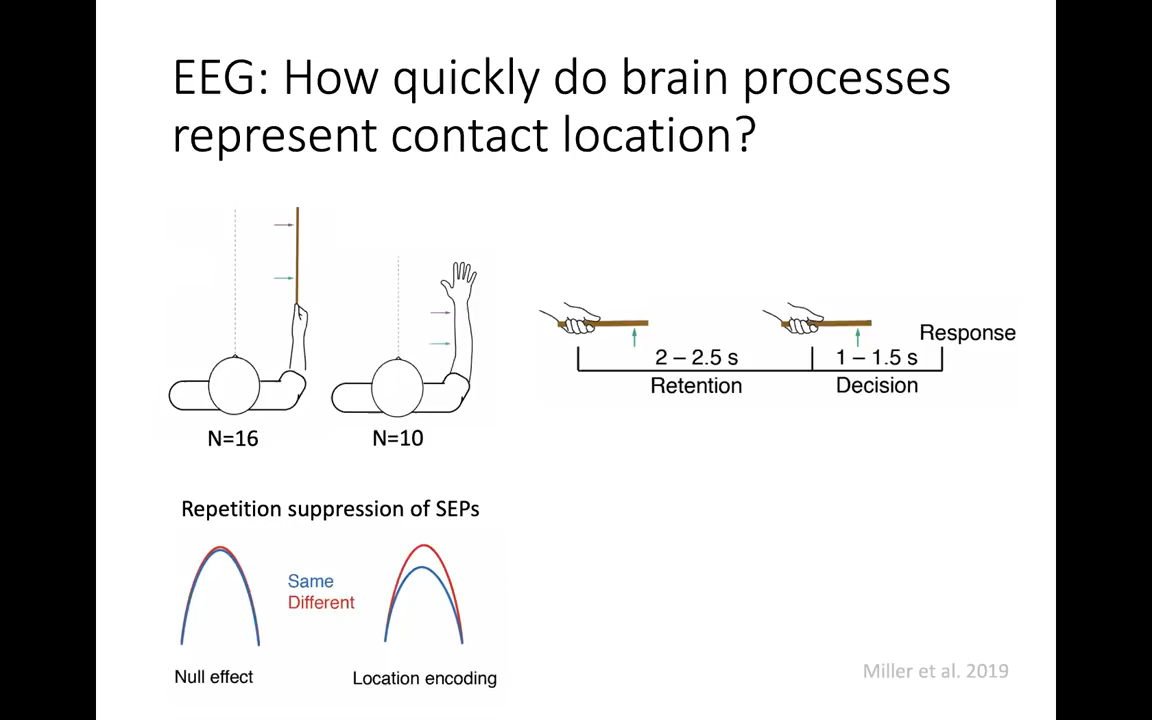 EEG: How quickly do brain processes
represent contact location?
N=16
N=10
2 – 2.5 s
Retention
1 – 1.5 s
Decision
Response
Repetition suppression of SEPs
Same
Different
Null effect
Location encoding
Miller et al. 2019